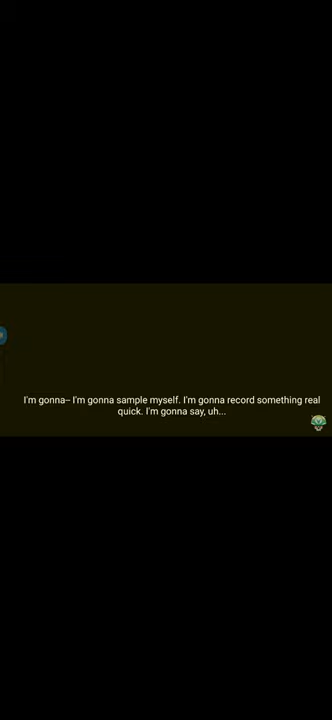 I'm gonna– I'm gonna sample myself. I'm gonna record something real
quick. I'm gonna say, uh...